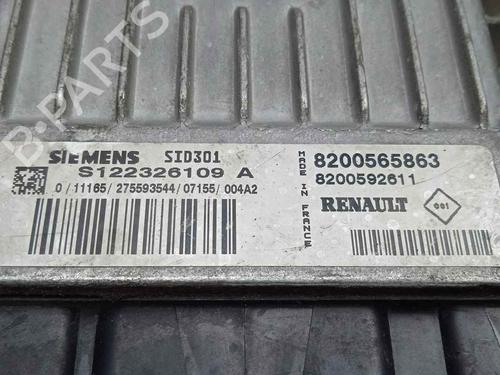 B-PARTS
SIEMENS SID301
S122326109 A
0/11165/275593544/07155/004A2
MADE IN FRANCE
8200565863
8200592611
RENAULT
001